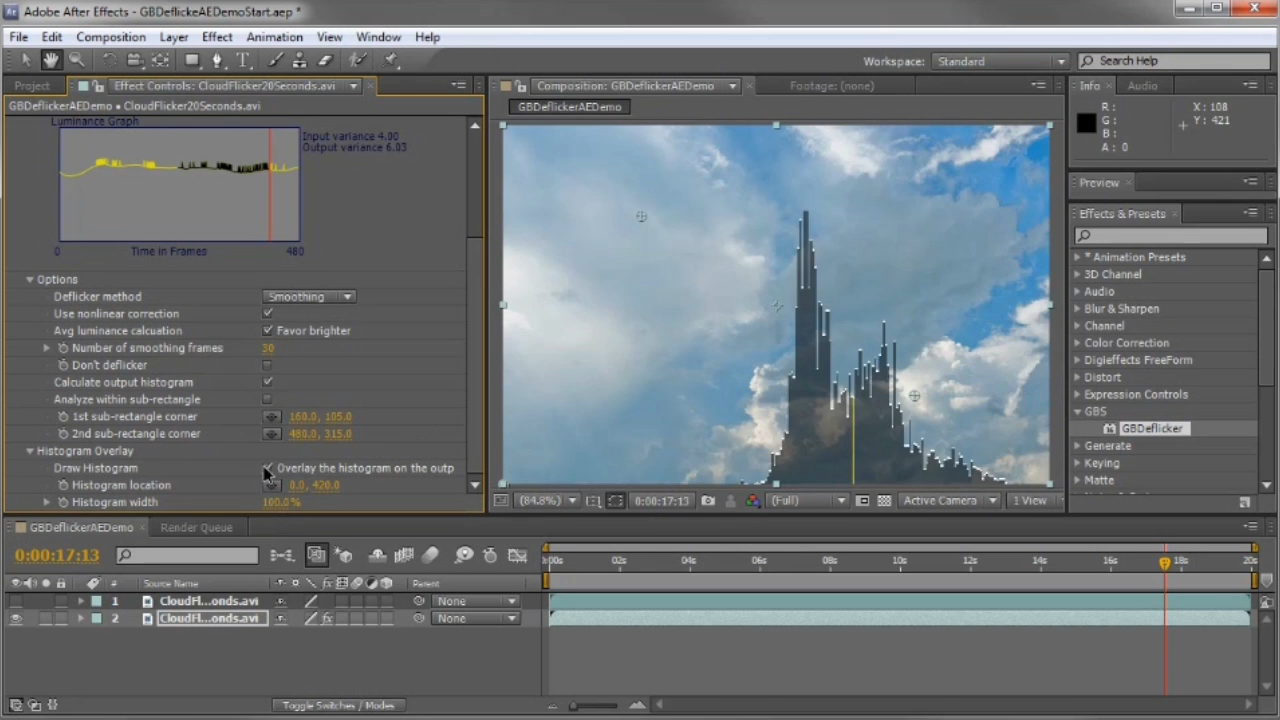 Adobe After Effects - GBDeflickeAEDemoStart.aep *
File Edit Composition Layer Effect Animation View Window Help
Workspace: Standard Search Help
Project Effect Controls: CloudFlicker20Seconds.avi
GBDeflickerAEDemo • CloudFlicker20Seconds.avi
Luminance Graph
Input variance 4.00
Output variance 6.03
0 Time in Frames 480
Options
Deflicker method Smoothing
Use nonlinear correction
Avg luminance calcuation Favor brighter
Number of smoothing frames 30
Don't deflicker
Calculate output histogram
Analyze within sub-rectangle
1st sub-rectangle corner 160.0, 105.0
2nd sub-rectangle corner 480.0, 315.0
Histogram Overlay
Draw Histogram Overlay the histogram on the outp
Histogram location 0.0, 420.0
Histogram width 100.0%
Composition: GBDeflickerAEDemo Footage: (none)
GBDeflickerAEDemo
(84.8%) 0:00:17:13 (Full) Active Camera 1 View
Info Audio
R: X: 108
G: Y: 421
B:
A: 0
Preview
Effects & Presets
* Animation Presets
3D Channel
Audio
Blur & Sharpen
Channel
Color Correction
Digieffects FreeForm
Distort
Expression Controls
GBS
GBDeflicker
Generate
Keying
Matte
GBDeflickerAEDemo Render Queue
0:00:17:13
:00s 02s 04s 06s 08s 10s 12s 14s 16s 18s 20s
# Source Name Parent
1 CloudFl...onds.avi None
2 CloudFl...onds.avi None
Toggle Switches / Modes